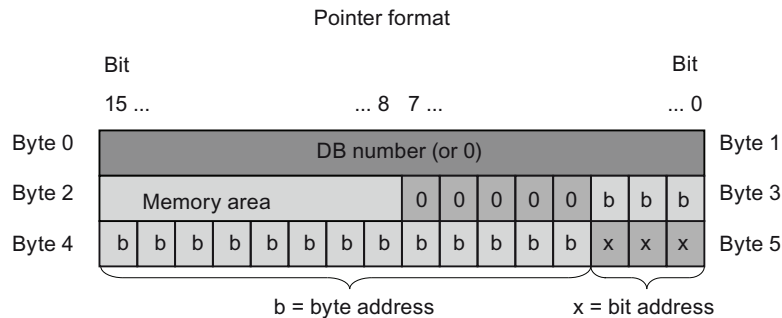 Pointer format
Bit Bit
15 ... ... 8 7 ... ... 0
Byte 0 DB number (or 0) Byte 1
Byte 2 Memory area 0 0 0 0 0 b b b Byte 3
Byte 4 b b b b b b b b b b b b b x x x Byte 5
b = byte address x = bit address